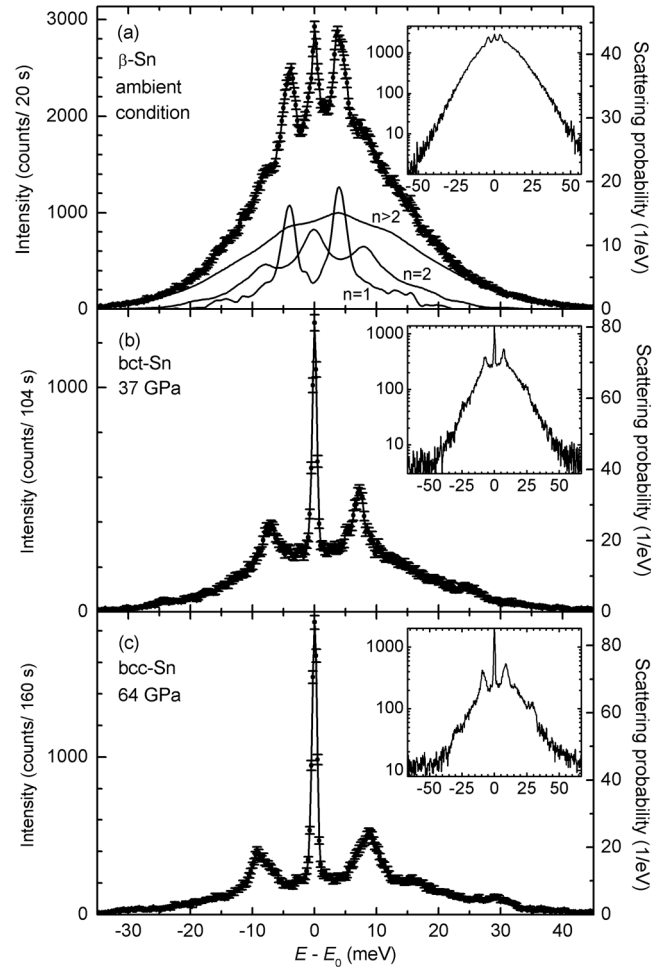 3000
2000
1000
0
Intensity (counts/ 20 s)
(a)
β-Sn
ambient
condition
n>2
n=2
n=1
1000
100
10
-50 -25 0 25 50
40
30
20
10
0
Scattering probability (1/eV)
1000
0
Intensity (counts/ 104 s)
(b)
bct-Sn
37 GPa
1000
100
10
-50 -25 0 25 50
80
60
40
20
0
Scattering probability (1/eV)
1000
0
Intensity (counts/ 160 s)
(c)
bcc-Sn
64 GPa
1000
100
10
-50 -25 0 25 50
80
60
40
20
0
Scattering probability (1/eV)
-30 -20 -10 0 10 20 30 40
E - E0 (meV)